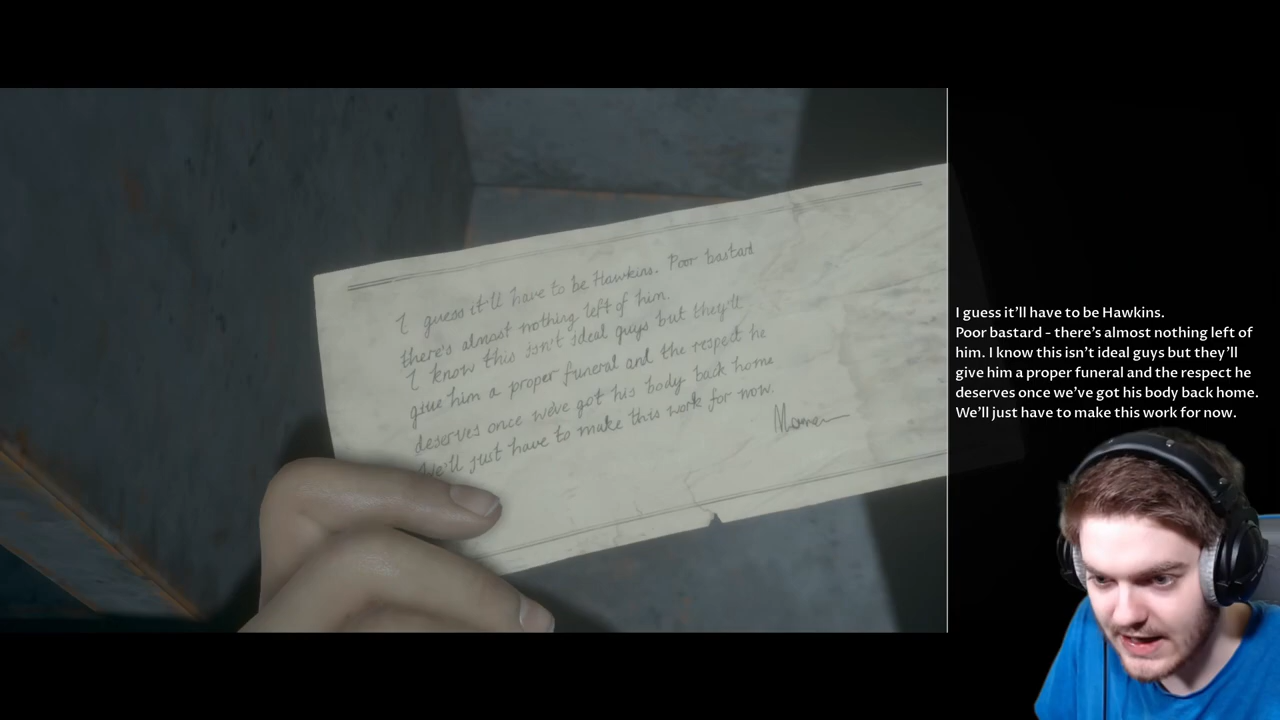 I guess it'll have to be Hawkins. Poor bastard
there's almost nothing left of him.
I know this isn't ideal guys but they'll
give him a proper funeral and the respect he
deserves once we've got his body back home
We'll just have to make this work for now.
I guess it'll have to be Hawkins.
Poor bastard - there's almost nothing left of
him. I know this isn't ideal guys but they'll
give him a proper funeral and the respect he
deserves once we've got his body back home.
We'll just have to make this work for now.